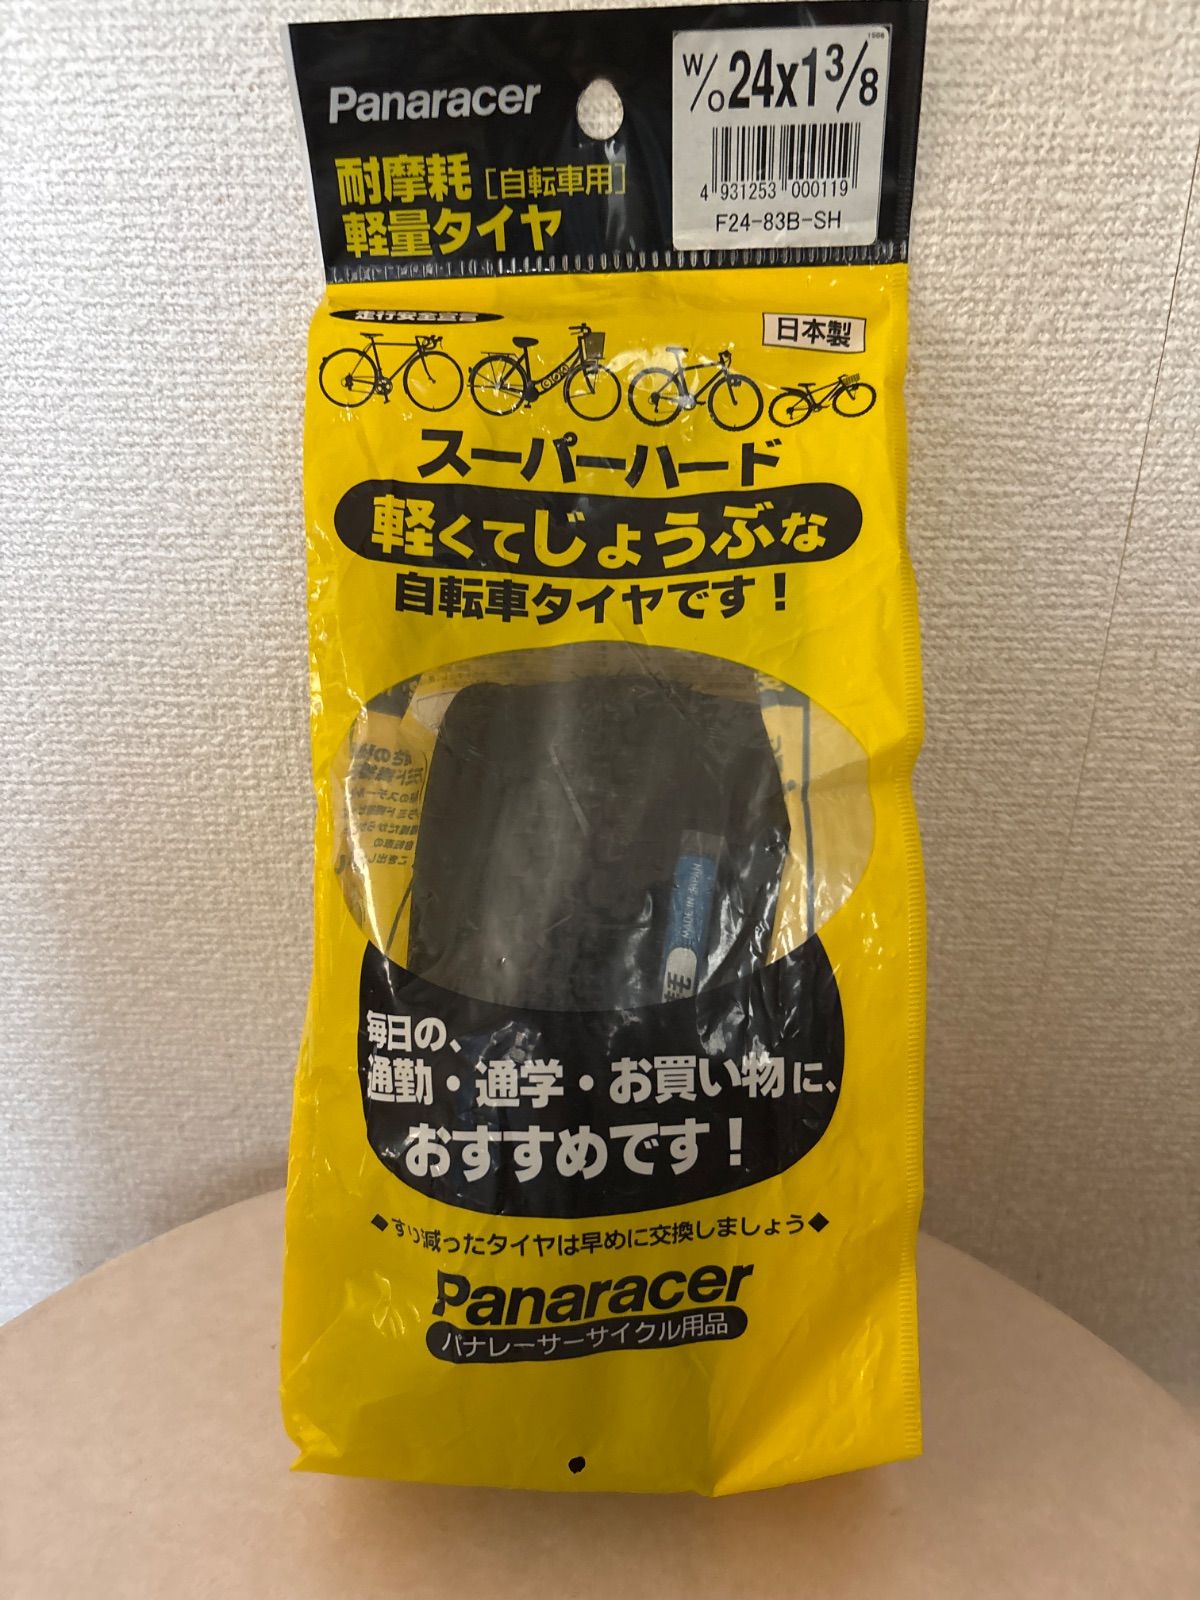 Panaracer
耐摩耗［自転車用］
軽量タイヤ
1506
W/O 24x1 3/8
4 931253 000119
F24-83B-SH
走行安全宣言
日本製
スーパーハード
軽くてじょうぶな
自転車タイヤです！
MADE IN JAPAN
毎日の、
通勤・通学・お買い物に、
おすすめです！
◆すり減ったタイヤは早めに交換しましょう◆
Panaracer
パナレーサーサイクル用品